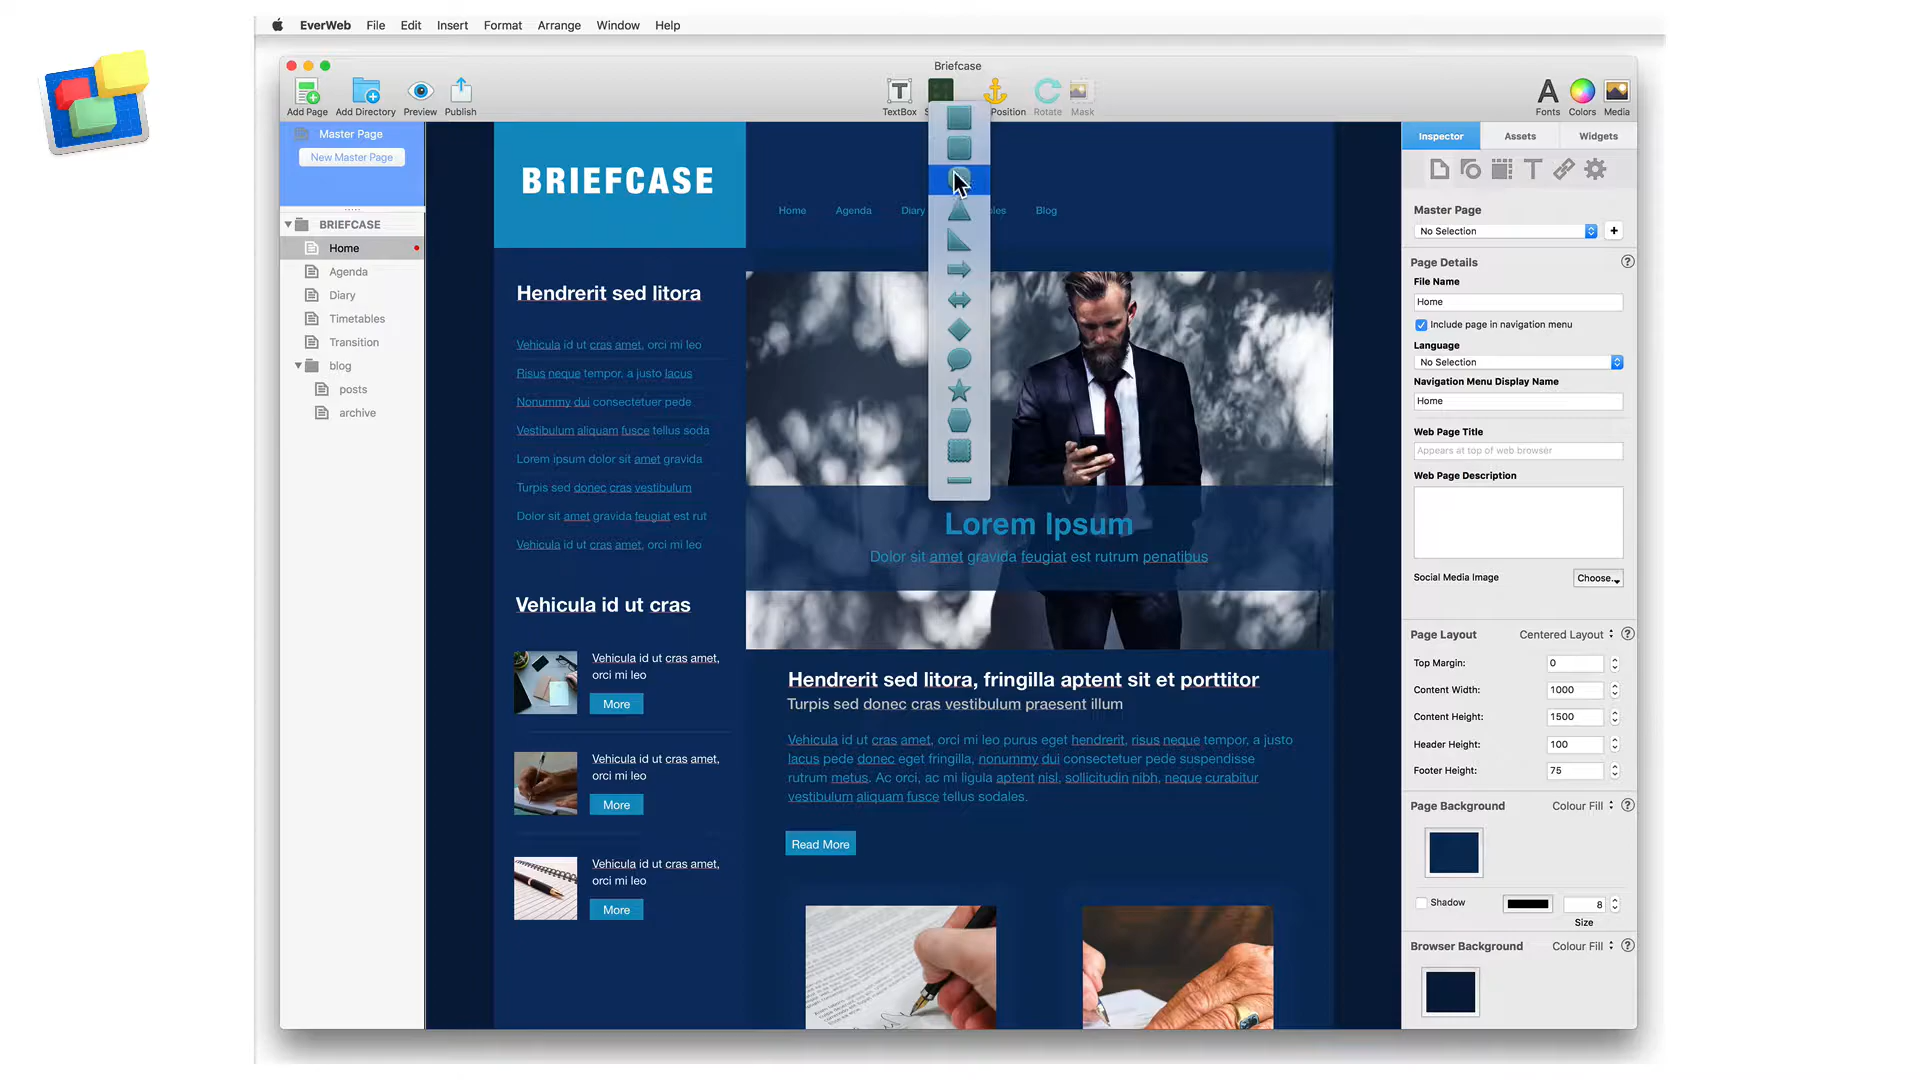 EverWeb File Edit Insert Format Arrange Window Help
Briefcase
Add Page Add Directory Preview Publish
TextBox Position Rotate Mask
Fonts Colors Media
Master Page
New Master Page
BRIEFCASE
Home
Agenda
Diary
Timetables
Transition
blog
posts
archive
BRIEFCASE
Home Agenda Diary Blog
Hendrerit sed litora
Vehicula id ut cras amet, orci mi leo
Risus neque tempor, a justo lacus
Nonummy dui consectetuer pede
Vestibulum aliquam fusce tellus soda
Lorem ipsum dolor sit amet gravida
Turpis sed donec cras vestibulum
Dolor sit amet gravida feugiat est rut
Vehicula id ut cras amet, orci mi leo
Vehicula id ut cras
Vehicula id ut cras amet,
orci mi leo
More
Vehicula id ut cras amet,
orci mi leo
More
Vehicula id ut cras amet,
orci mi leo
More
Lorem Ipsum
Dolor sit amet gravida feugiat est rutrum penatibus
Hendrerit sed litora, fringilla aptent sit et porttitor
Turpis sed donec cras vestibulum praesent illum
Vehicula id ut cras amet, orci mi leo purus eget hendrerit, risus neque tempor, a justo
lacus pede donec eget fringilla, nonummy dui consectetuer pede suspendisse
rutrum metus. Ac orci, ac mi ligula aptent nisl, sollicitudin nibh, neque curabitur
vestibulum aliquam fusce tellus sodales.
Read More
Inspector Assets Widgets
Master Page
No Selection
Page Details
File Name
Home
Include page in navigation menu
Language
No Selection
Navigation Menu Display Name
Home
Web Page Title
Appears at top of web browser
Web Page Description
Social Media Image Choose..
Page Layout Centered Layout
Top Margin: 0
Content Width: 1000
Content Height: 1500
Header Height: 100
Footer Height: 75
Page Background Colour Fill
Shadow 8
Size
Browser Background Colour Fill